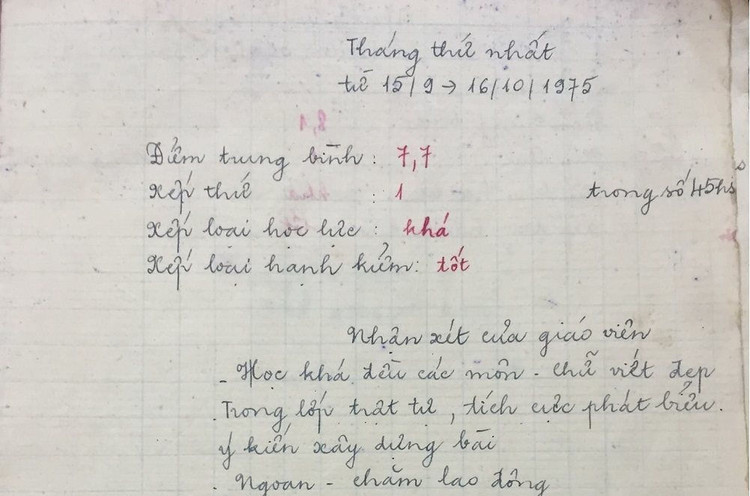 Tháng thứ nhất
từ 15/9 → 16/10/1975
8,1
Điểm trung bình : 7,7
Xếp thứ : 1 trong số 45hs
Xếp loại học lực : khá
Xếp loại hạnh kiểm : tốt
Nhận xét của giáo viên
- Học khá đều các môn - chữ viết đẹp
. Trong lớp trật tự, tích cực phát biểu.
ý kiến xây dựng bài
. Ngoan - chăm lao động